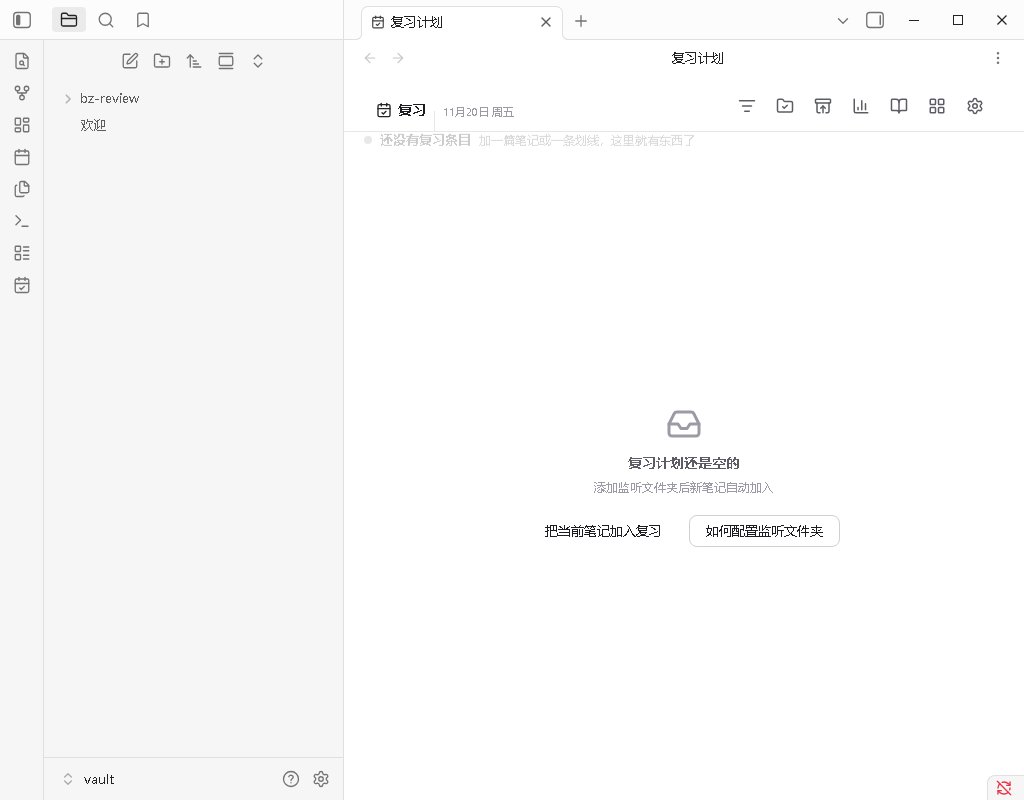 复习计划
复习计划
bz-review
欢迎
复习
11月20日 周五
还没有复习条目 加一篇笔记或一条划线，这里就有东西了
复习计划还是空的
添加监听文件夹后新笔记自动加入
把当前笔记加入复习
如何配置监听文件夹
vault